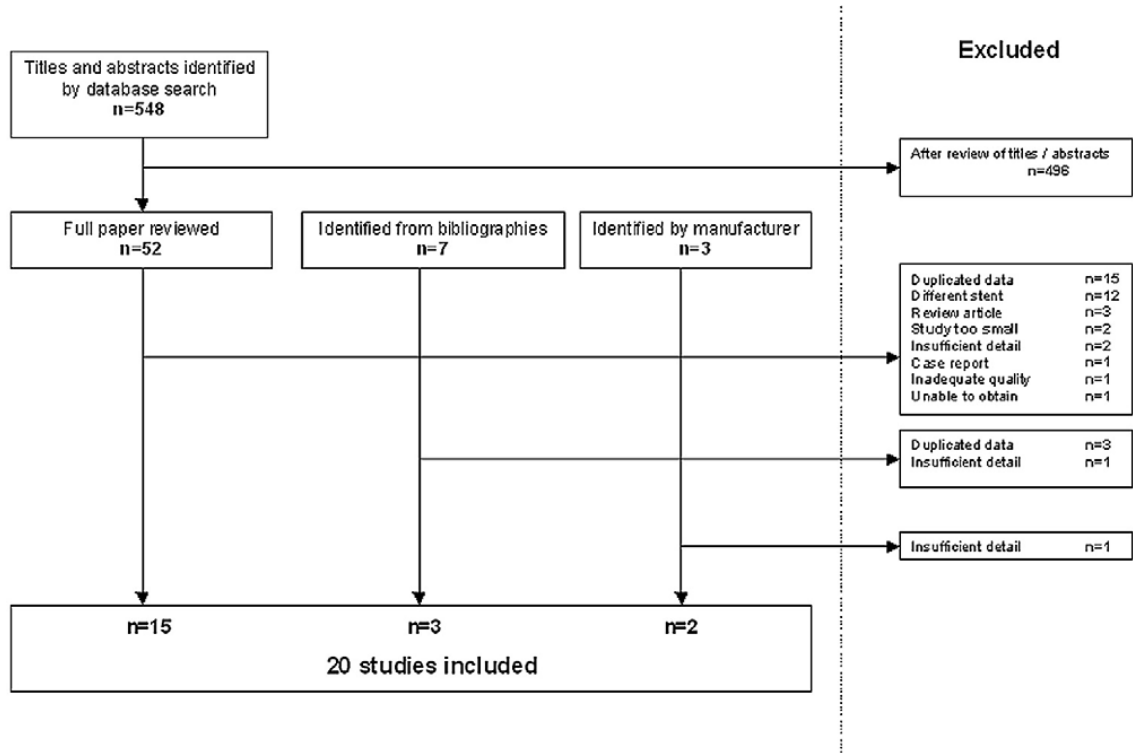 Excluded
Titles and abstracts identified
by database search
n=548
After review of titles / abstracts
n=496
Full paper reviewed
n=52
Identified from bibliographies
n=7
Identified by manufacturer
n=3
Duplicated data n=15
Different stent n=12
Review article n=3
Study too small n=2
Insufficient detail n=2
Case report n=1
Inadequate quality n=1
Unable to obtain n=1
Duplicated data n=3
Insufficient detail n=1
Insufficient detail n=1
n=15 n=3 n=2
20 studies included